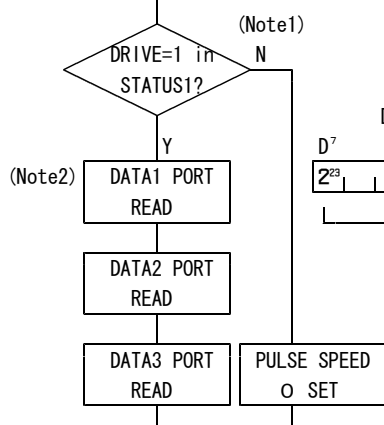 (Note1)
DRIVE=1 in
N
STATUS1?
D
Y
D⁷
(Note2)
DATA1 PORT
2²³
READ
DATA2 PORT
READ
DATA3 PORT
PULSE SPEED
READ
O SET